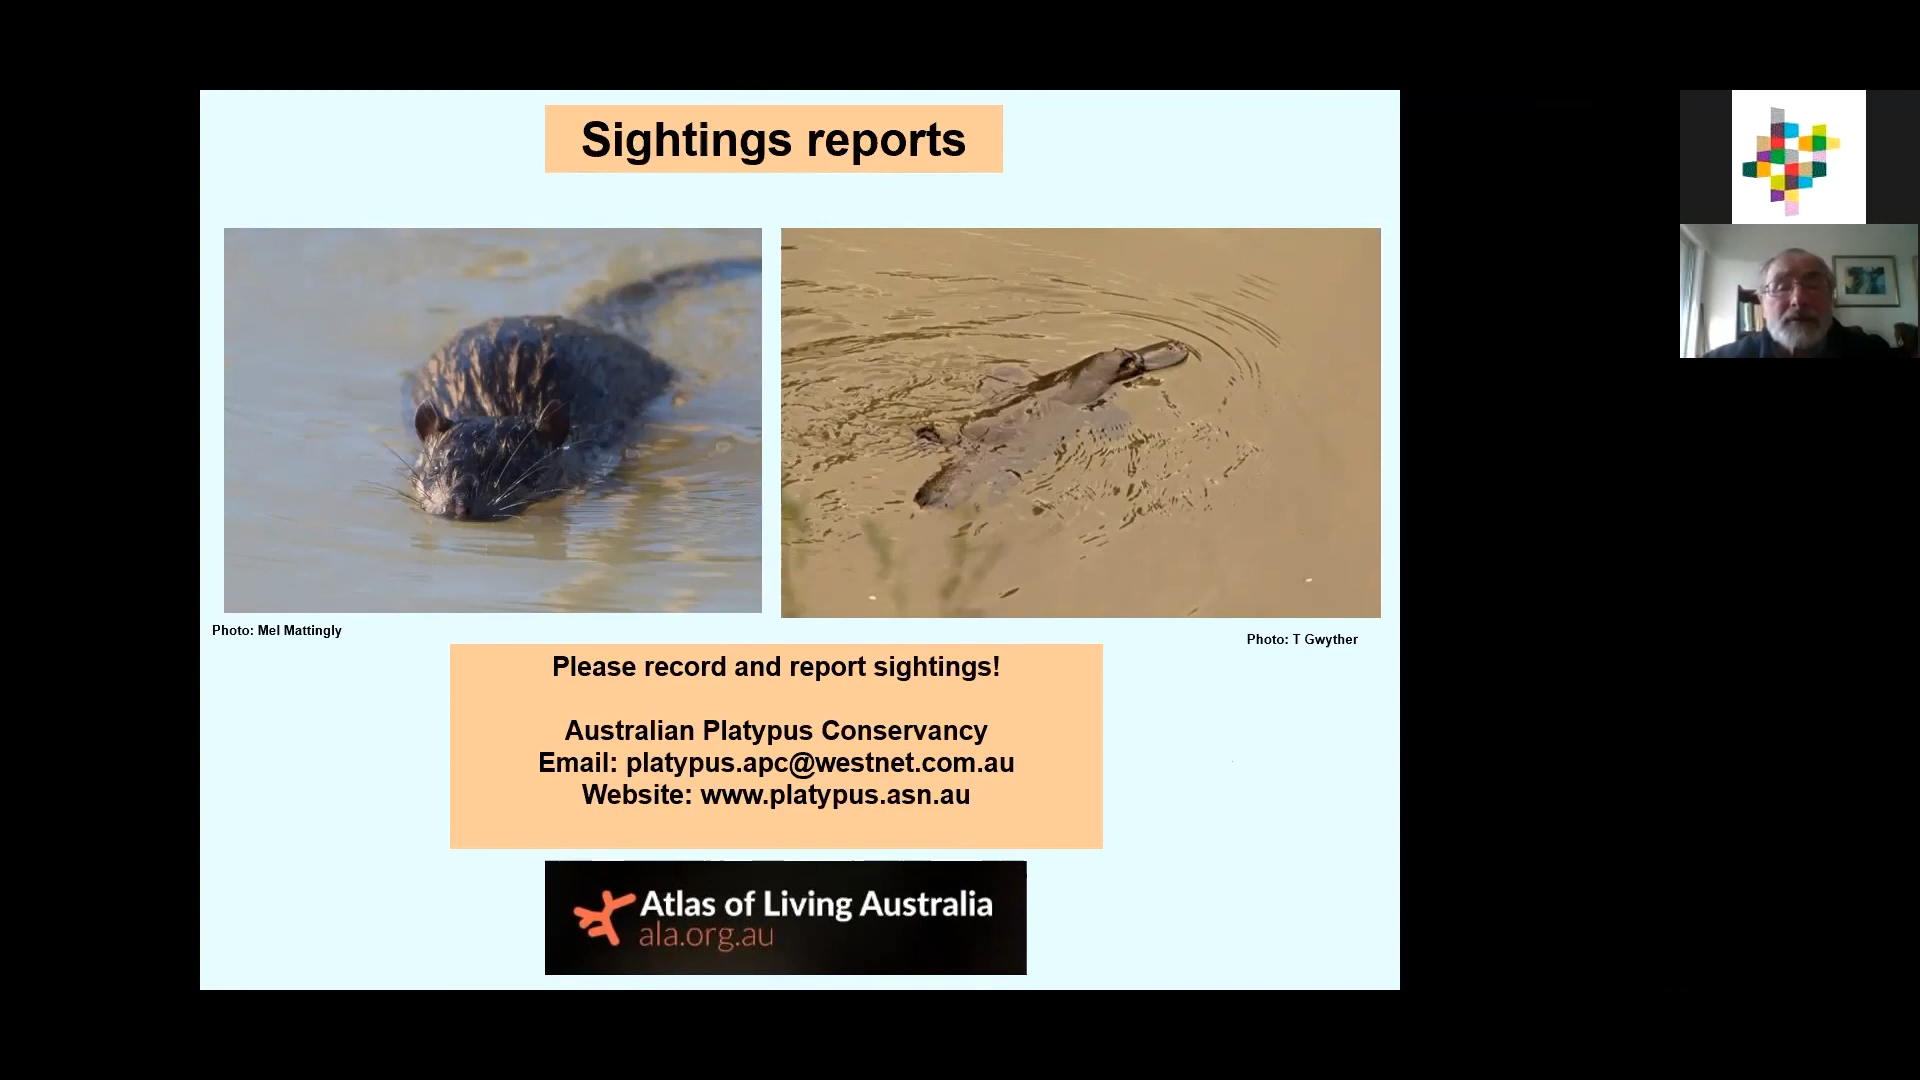 Sightings reports
Photo: Mel Mattingly
Photo: T Gwyther
Please record and report sightings!
Australian Platypus Conservancy
Email: platypus.apc@westnet.com.au
Website: www.platypus.asn.au
Atlas of Living Australia
ala.org.au